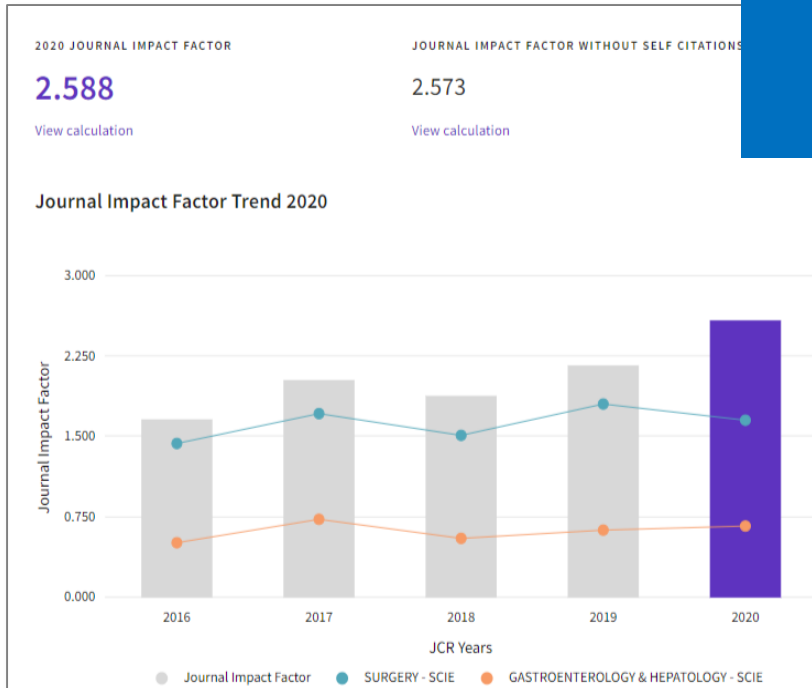 2020 JOURNAL IMPACT FACTOR
JOURNAL IMPACT FACTOR WITHOUT SELF CITATIONS
2.588
2.573
View calculation
View calculation
Journal Impact Factor Trend 2020
3.000
2.250
1.500
0.750
0.000
Journal Impact Factor
2016 2017 2018 2019 2020
JCR Years
Journal Impact Factor SURGERY - SCIE GASTROENTEROLOGY & HEPATOLOGY - SCIE